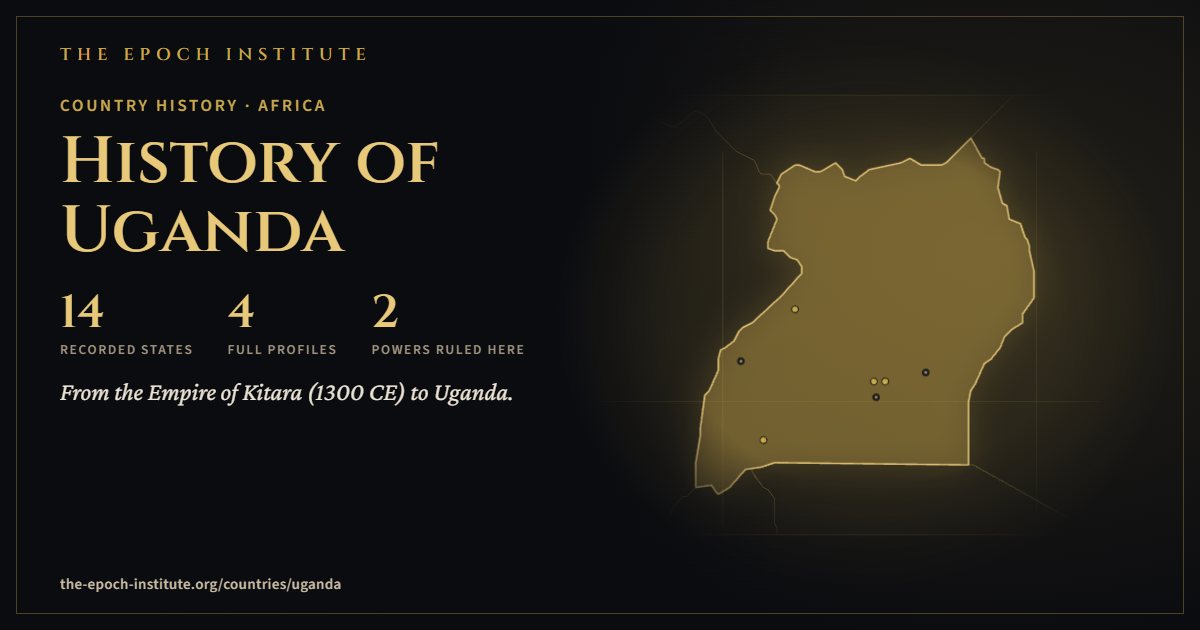 THE EPOCH INSTITUTE
COUNTRY HISTORY · AFRICA
HISTORY OF
UGANDA
14 4 2
RECORDED STATES FULL PROFILES POWERS RULED HERE
From the Empire of Kitara (1300 CE) to Uganda.
the-epoch-institute.org/countries/uganda